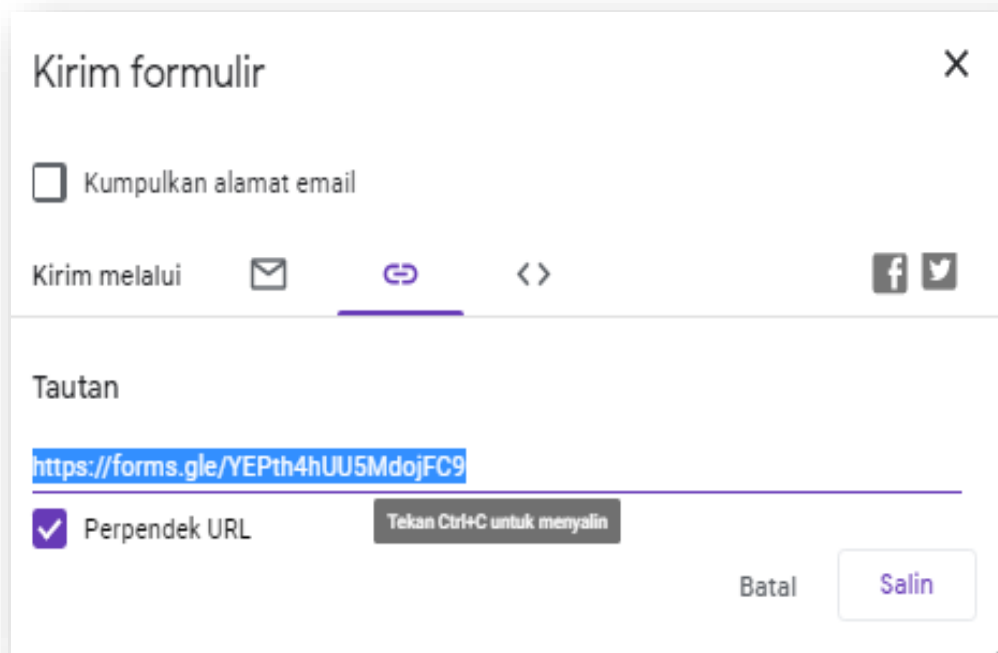 Kirim formulir
Kumpulkan alamat email
Kirim melalui
Tautan
https://forms.gle/YEPth4hUU5MdojFC9
Perpendek URL
Tekan Ctrl+C untuk menyalin
Batal
Salin